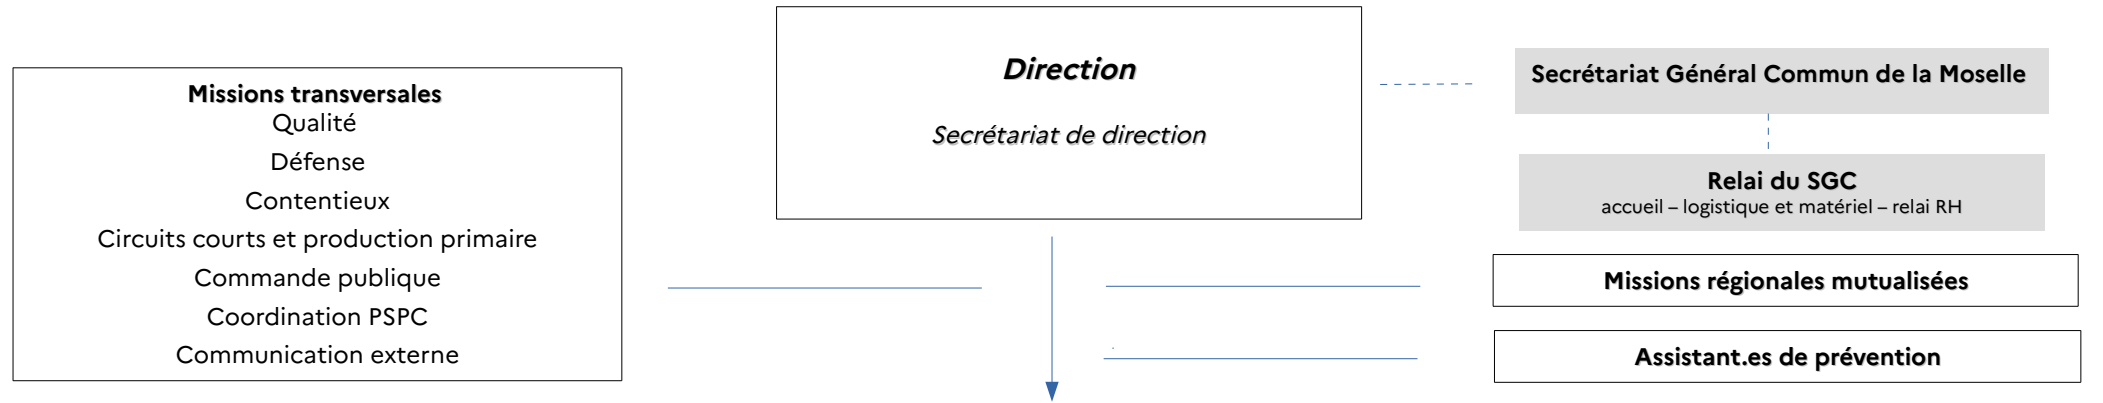 Missions transversales
Qualité
Défense
Contentieux
Circuits courts et production primaire
Commande publique
Coordination PSPC
Communication externe
Direction
Secrétariat de direction
Secrétariat Général Commun de la Moselle
Relai du SGC
accueil – logistique et matériel – relai RH
Missions régionales mutualisées
Assistant.es de prévention